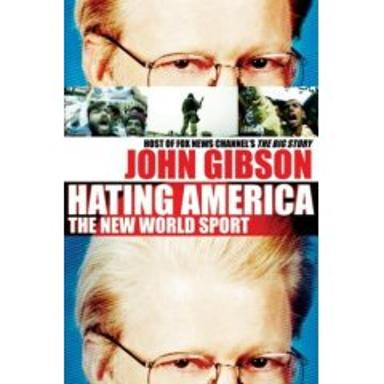 HOST OF FOX NEWS CHANNEL'S THE BIG STORY
JOHN GIBSON
HATING AMERICA
THE NEW WORLD SPORT